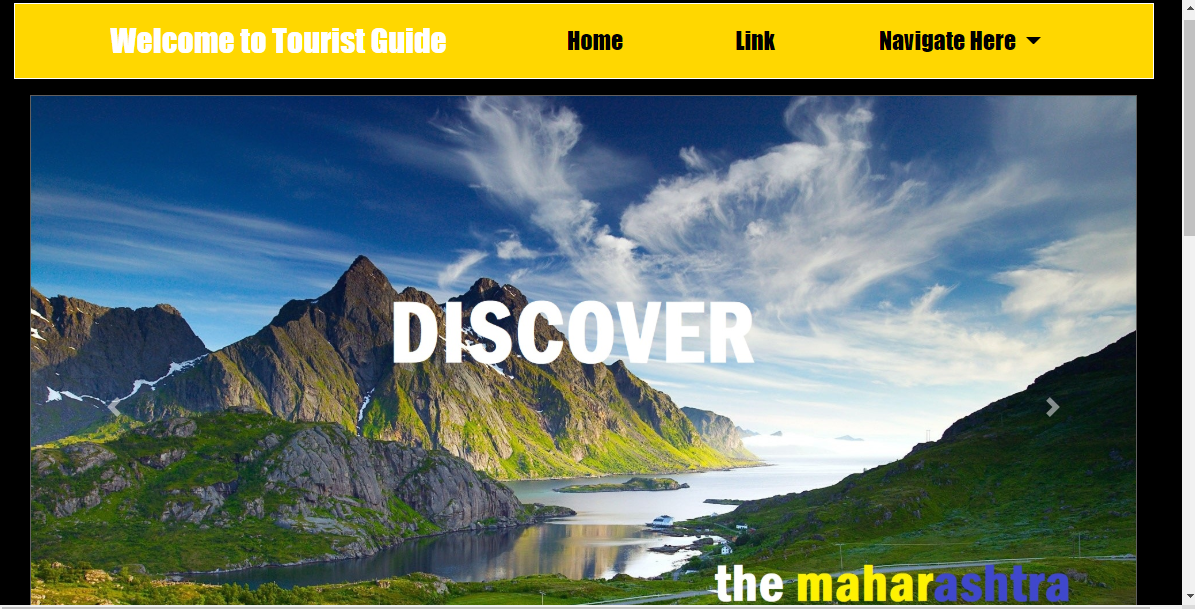 Welcome to Tourist Guide Home Link Navigate Here
DISCOVER
the maharashtra